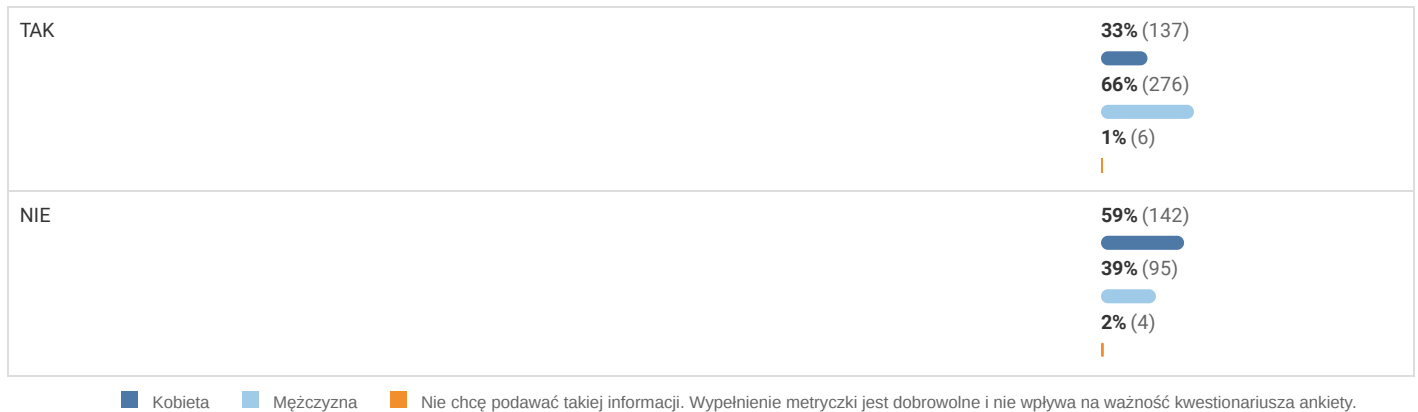 TAK
33% (137)
66% (276)
1% (6)
NIE
59% (142)
39% (95)
2% (4)
Kobieta Mężczyzna Nie chcę podawać takiej informacji. Wypełnienie metryczki jest dobrowolne i nie wpływa na ważność kwestionariusza ankiety.